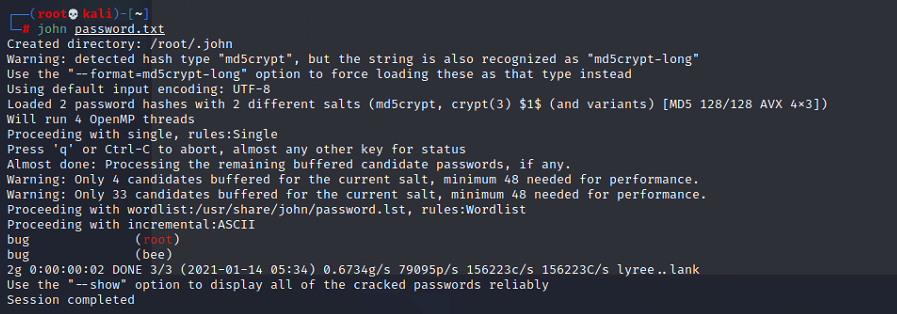 ┌──(root💀kali)-[~]
└─# john password.txt
Created directory: /root/.john
Warning: detected hash type "md5crypt", but the string is also recognized as "md5crypt-long"
Use the "--format=md5crypt-long" option to force loading these as that type instead
Using default input encoding: UTF-8
Loaded 2 password hashes with 2 different salts (md5crypt, crypt(3) $1$ (and variants) [MD5 128/128 AVX 4×3])
Will run 4 OpenMP threads
Proceeding with single, rules:Single
Press 'q' or Ctrl-C to abort, almost any other key for status
Almost done: Processing the remaining buffered candidate passwords, if any.
Warning: Only 4 candidates buffered for the current salt, minimum 48 needed for performance.
Warning: Only 33 candidates buffered for the current salt, minimum 48 needed for performance.
Proceeding with wordlist:/usr/share/john/password.lst, rules:Wordlist
Proceeding with incremental:ASCII
bug              (root)
bug              (bee)
2g 0:00:00:02 DONE 3/3 (2021-01-14 05:34) 0.6734g/s 79095p/s 156223c/s 156223C/s lyree..lank
Use the "--show" option to display all of the cracked passwords reliably
Session completed